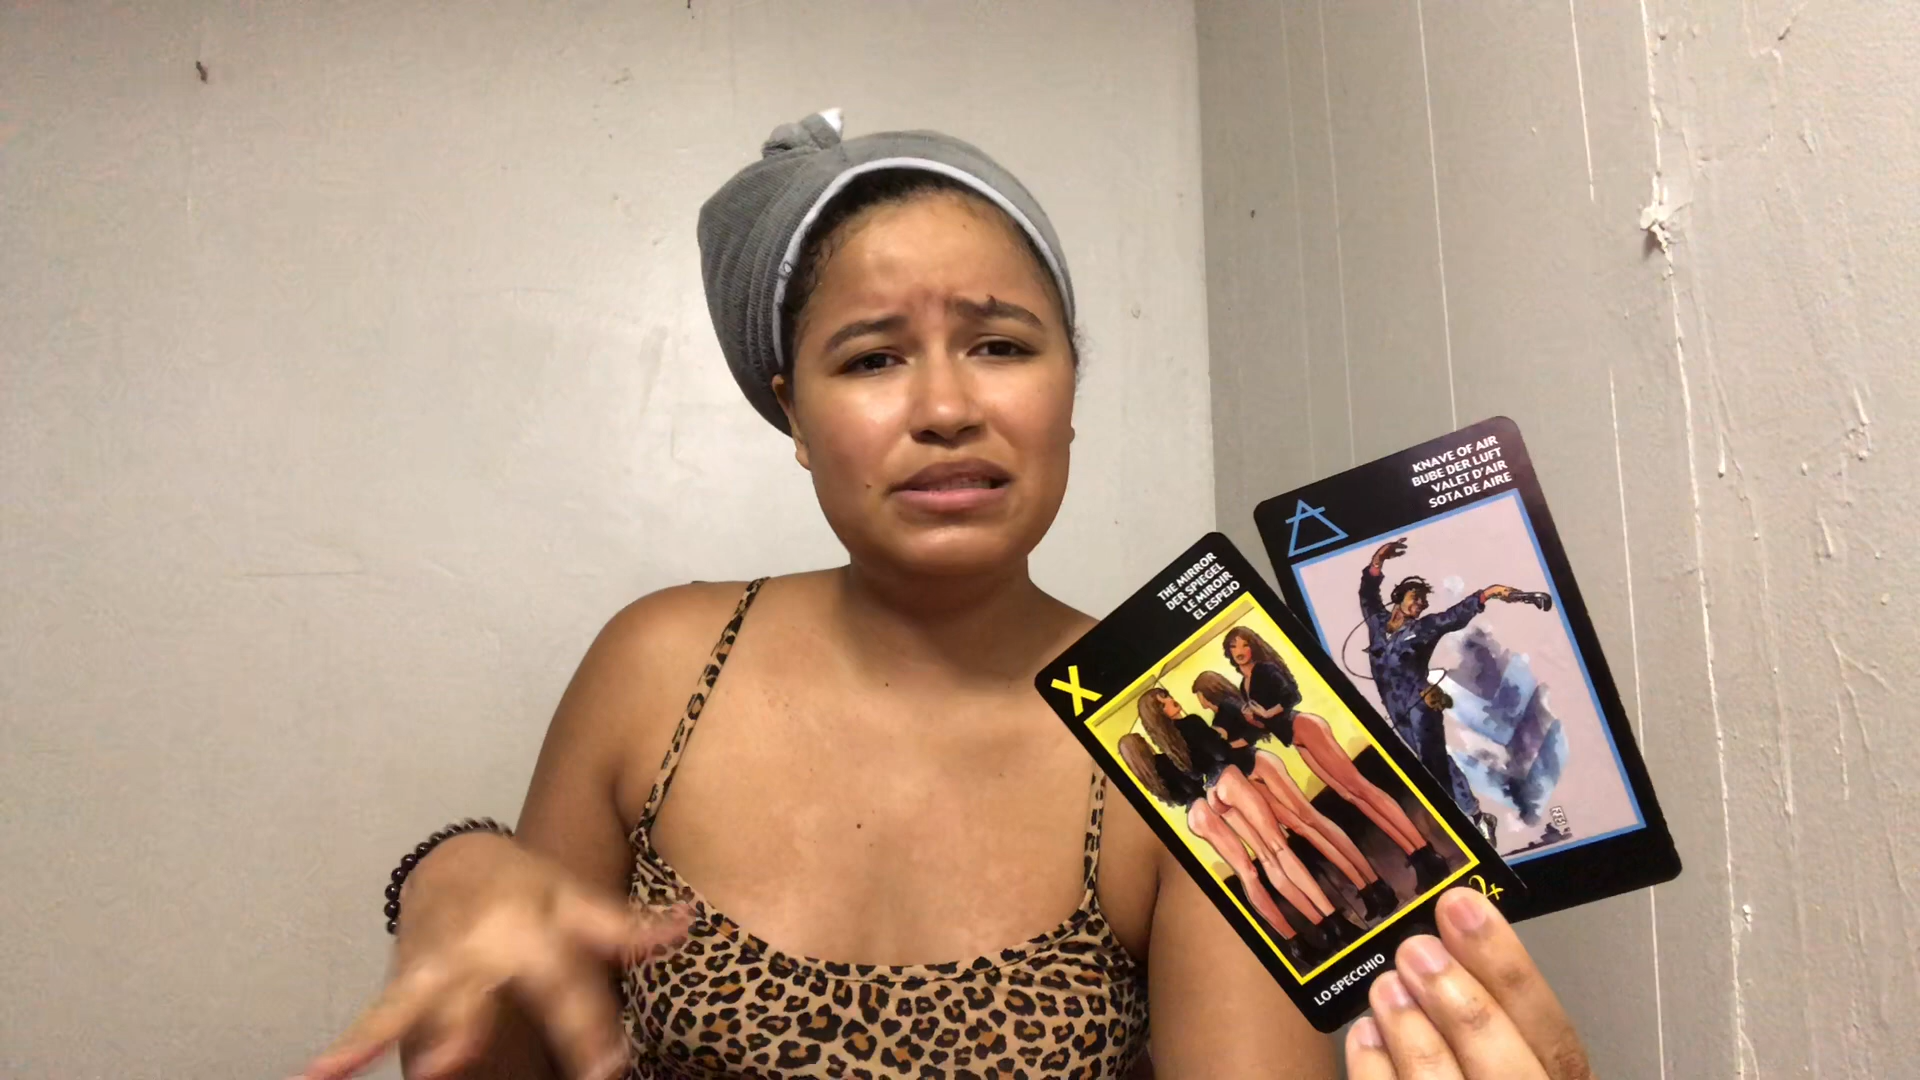 KNAVE OF AIR
BUBE DER LUFT
VALET D'AIR
SOTA DE AIRE
THE MIRROR
DER SPIEGEL
LE MIROIR
EL ESPEJO
X
LO SPECCHIO